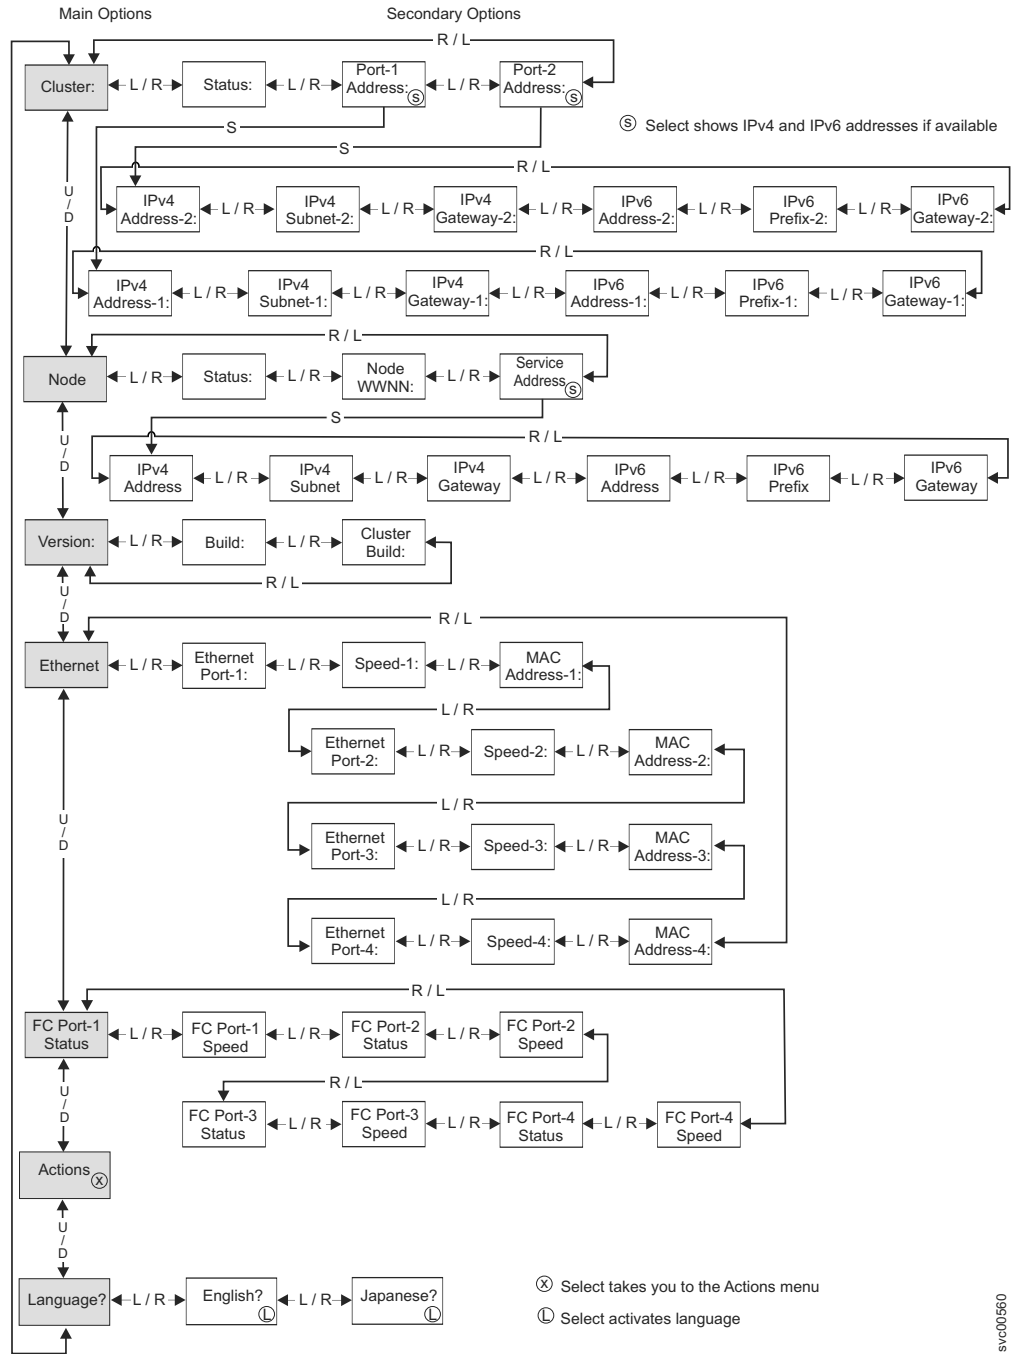 Main Options
Secondary Options
R / L
Cluster:
L / R
Status:
L / R
Port-1
Address:
S
L / R
Port-2
Address:
S
S
S
S Select shows IPv4 and IPv6 addresses if available
U
/
D
R / L
IPv4
Address-2:
L / R
IPv4
Subnet-2:
L / R
IPv4
Gateway-2:
L / R
IPv6
Address-2:
L / R
IPv6
Prefix-2:
L / R
IPv6
Gateway-2:
R / L
IPv4
Address-1:
L / R
IPv4
Subnet-1:
L / R
IPv4
Gateway-1:
L / R
IPv6
Address-1:
L / R
IPv6
Prefix-1:
L / R
IPv6
Gateway-1:
R / L
Node
L / R
Status:
L / R
Node
WWNN:
L / R
Service
Address
S
S
U
/
D
R / L
IPv4
Address
L / R
IPv4
Subnet
L / R
IPv4
Gateway
L / R
IPv6
Address
L / R
IPv6
Prefix
L / R
IPv6
Gateway
Version:
L / R
Build:
L / R
Cluster
Build:
R / L
U
/
D
R / L
Ethernet
L / R
Ethernet
Port-1:
L / R
Speed-1:
L / R
MAC
Address-1:
L / R
Ethernet
Port-2:
L / R
Speed-2:
L / R
MAC
Address-2:
L / R
U
/
D
Ethernet
Port-3:
L / R
Speed-3:
L / R
MAC
Address-3:
L / R
Ethernet
Port-4:
L / R
Speed-4:
L / R
MAC
Address-4:
R / L
FC Port-1
Status
L / R
FC Port-1
Speed
L / R
FC Port-2
Status
L / R
FC Port-2
Speed
R / L
U
/
D
FC Port-3
Status
L / R
FC Port-3
Speed
L / R
FC Port-4
Status
L / R
FC Port-4
Speed
Actions
X
U
/
D
Language?
L / R
English?
L
L / R
Japanese?
L
X Select takes you to the Actions menu
L Select activates language
svc00560